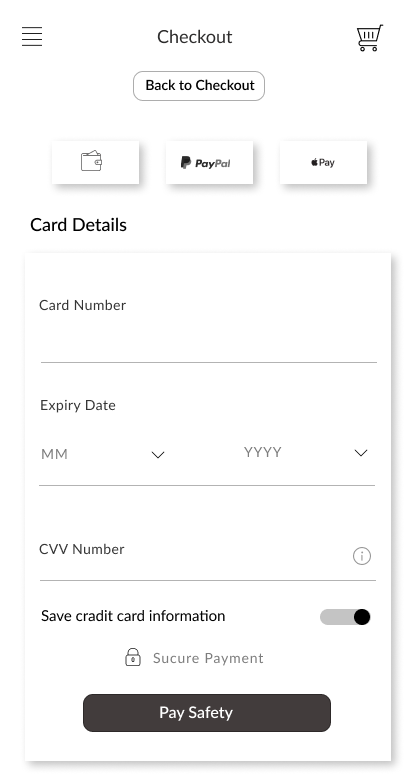 Checkout
Back to Checkout
PayPal
Pay
Card Details
Card Number
Expiry Date
MM YYYY
CVV Number
Save cradit card information
Sucure Payment
Pay Safety